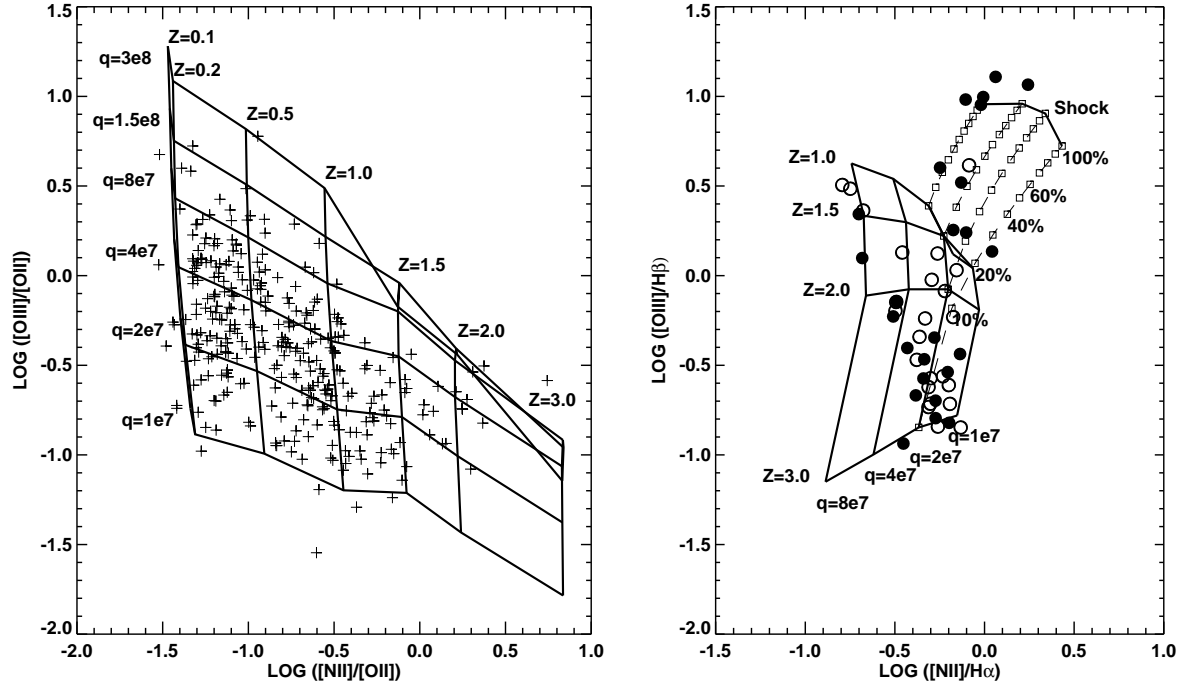 1.5
1.0
0.5
0.0
-0.5
-1.0
-1.5
-2.0
LOG ([OIII]/[OII])
Z=0.1
q=3e8
Z=0.2
q=1.5e8
Z=0.5
q=8e7
Z=1.0
q=4e7
Z=1.5
q=2e7
Z=2.0
Z=3.0
q=1e7
-2.0 -1.5 -1.0 -0.5 0.0 0.5 1.0
LOG ([NII]/[OII])
1.5
1.0
0.5
0.0
-0.5
-1.0
-1.5
-2.0
LOG ([OIII]/Hβ)
Shock
Z=1.0
100%
60%
Z=1.5
40%
20%
Z=2.0
10%
q=1e7
q=2e7
Z=3.0
q=4e7
q=8e7
-1.5 -1.0 -0.5 0.0 0.5 1.0
LOG ([NII]/Hα)